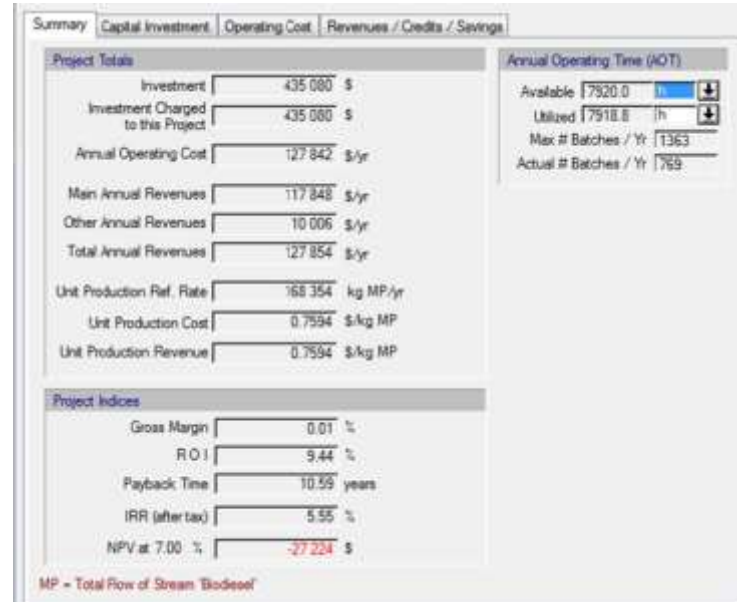 Summary Capital Investment Operating Cost Revenues / Credits / Savings
Project Totals
Investment 435 080 $
Investment Charged
to this Project 435 080 $
Annual Operating Cost 127 842 $/yr
Main Annual Revenues 117 848 $/yr
Other Annual Revenues 10 006 $/yr
Total Annual Revenues 127 854 $/yr
Unit Production Ref. Rate 168 354 kg MP/yr
Unit Production Cost 0.7594 $/kg MP
Unit Production Revenue 0.7594 $/kg MP
Project Indices
Gross Margin 0.01 %
R O I 9.44 %
Payback Time 10.59 years
IRR (after tax) 5.55 %
NPV at 7.00 % -27 224 $
MP = Total Flow of Stream 'Biodiesel'
Annual Operating Time (AOT)
Available 7920.0 h
Utilized 7918.8 h
Max # Batches / Yr 1363
Actual # Batches / Yr 769